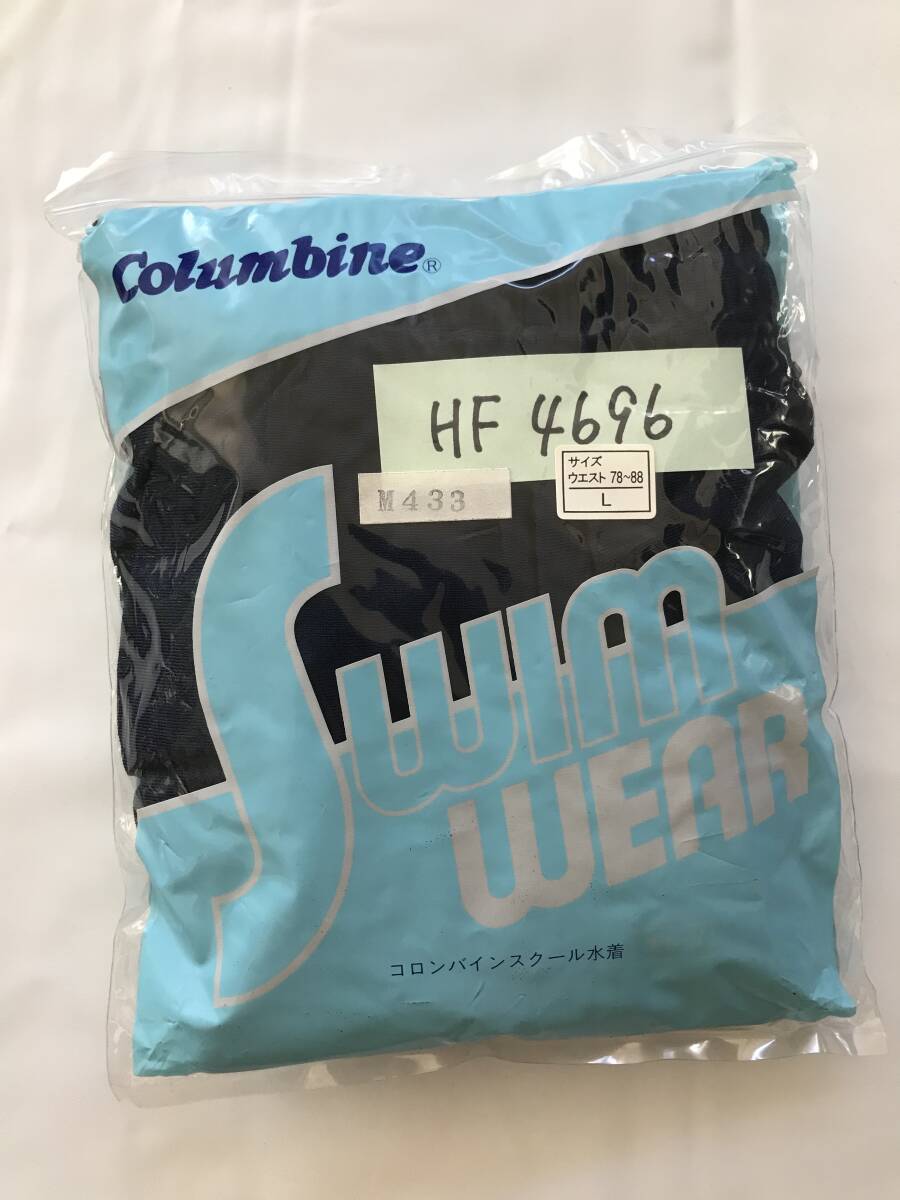 Columbine®
HF 4696
M433
サイズ
ウエスト 78~88
L
SWIM
WEAR
コロンバインスクール水着